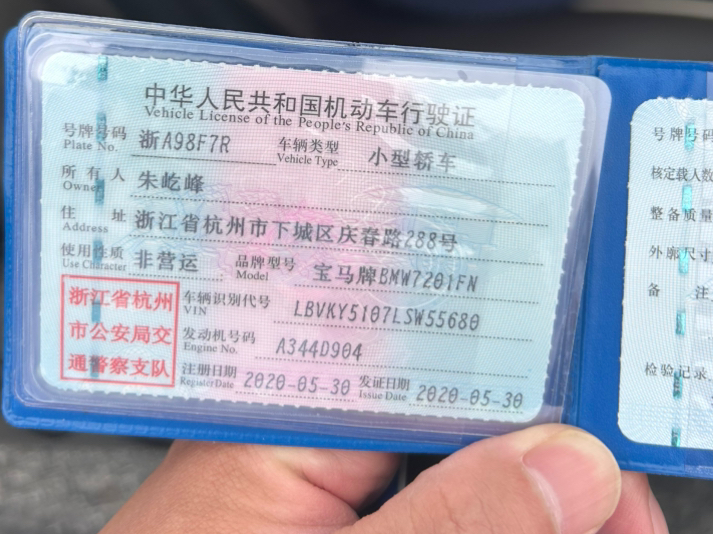 中华人民共和国机动车行驶证
Vehicle License of the People's Republic of China
号牌号码 浙A98F7R 车辆类型 小型轿车
Plate No. Vehicle Type
所有人 朱屹峰
Owner
住址 浙江省杭州市下城区庆春路288号
Address
使用性质 非营运 品牌型号 宝马牌BMW7201FN
Use Character Model
浙江省杭州
市公安局交
通警察支队
车辆识别代号 LBVKY5107LSW55680
VIN
发动机号码 A344D904
Engine No.
注册日期 2020-05-30 发证日期 2020-05-30
Register Date Issue Date
号牌号码
核定载人数
整备质量
外廓尺寸
备注
检验记录